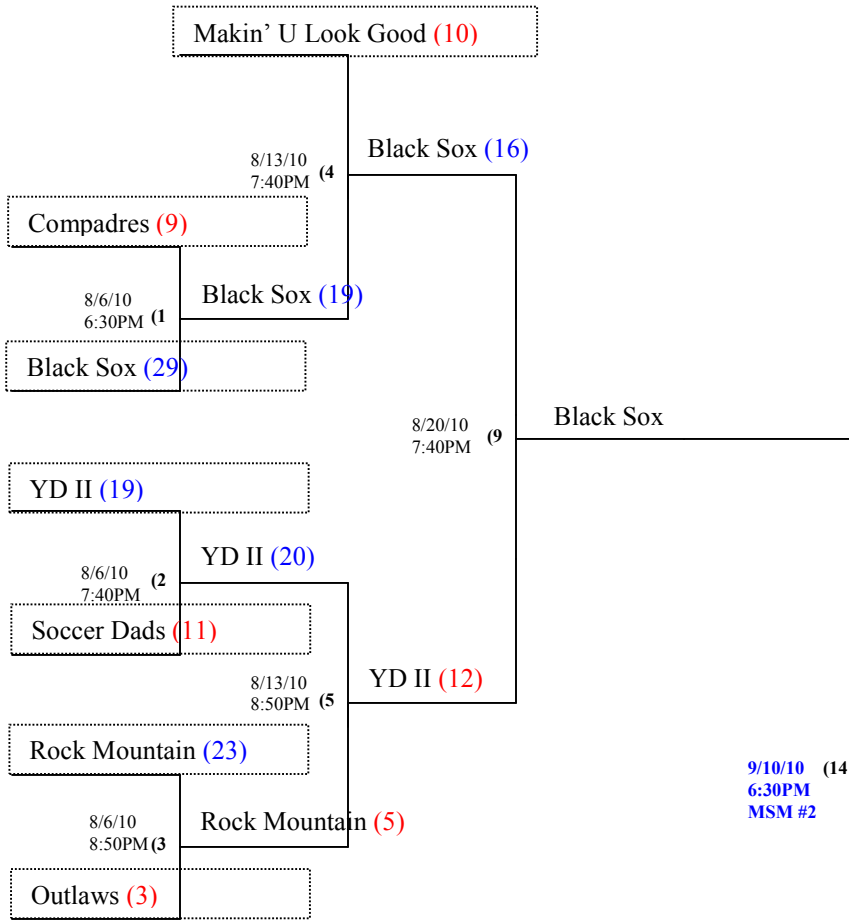 Makin’ U Look Good (10)
8/13/10
7:40PM (4
Black Sox (16)
Compadres (9)
8/6/10
6:30PM (1
Black Sox (19)
Black Sox (29)
8/20/10
7:40PM (9
Black Sox
YD II (19)
8/6/10
7:40PM (2
YD II (20)
Soccer Dads (11)
8/13/10
8:50PM (5
YD II (12)
Rock Mountain (23)
8/6/10
8:50PM (3
Rock Mountain (5)
Outlaws (3)
9/10/10 (14
6:30PM
MSM #2